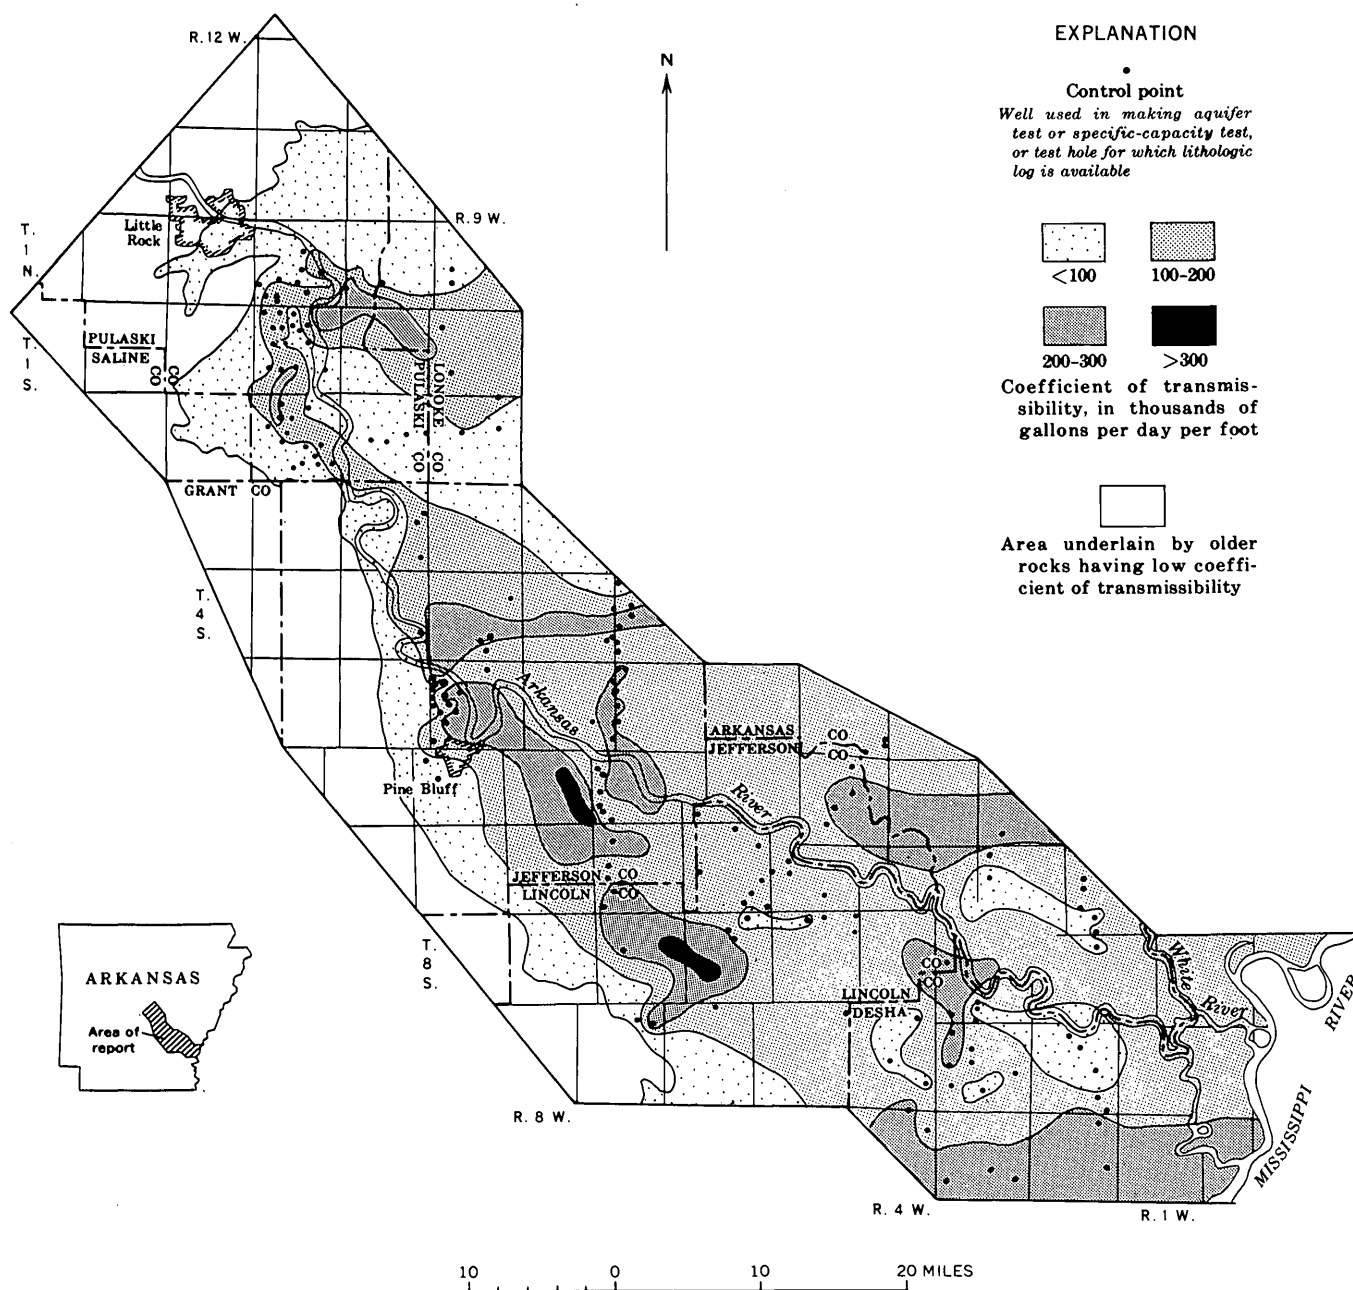 EXPLANATION
Control point
Well used in making aquifer
test or specific-capacity test,
or test hole for which lithologic
log is available
<100
100-200
200-300
>300
Coefficient of transmis-
sibility, in thousands of
gallons per day per foot
Area underlain by older
rocks having low coeffi-
cient of transmissibility
N
R. 12 W.
R. 9 W.
T.
1
N.
T.
1
S.
Little
Rock
PULASKI CO
SALINE CO
LONOKE CO
PULASKI CO
GRANT CO
T.
4
S.
Arkansas
River
ARKANSAS CO
JEFFERSON CO
Pine Bluff
JEFFERSON CO
LINCOLN CO
T.
8
S.
LINCOLN CO
DESHA CO
White
River
MISSISSIPPI
RIVER
R. 8 W.
R. 4 W.
R. 1 W.
ARKANSAS
Area of
report
10 0 10 20 MILES